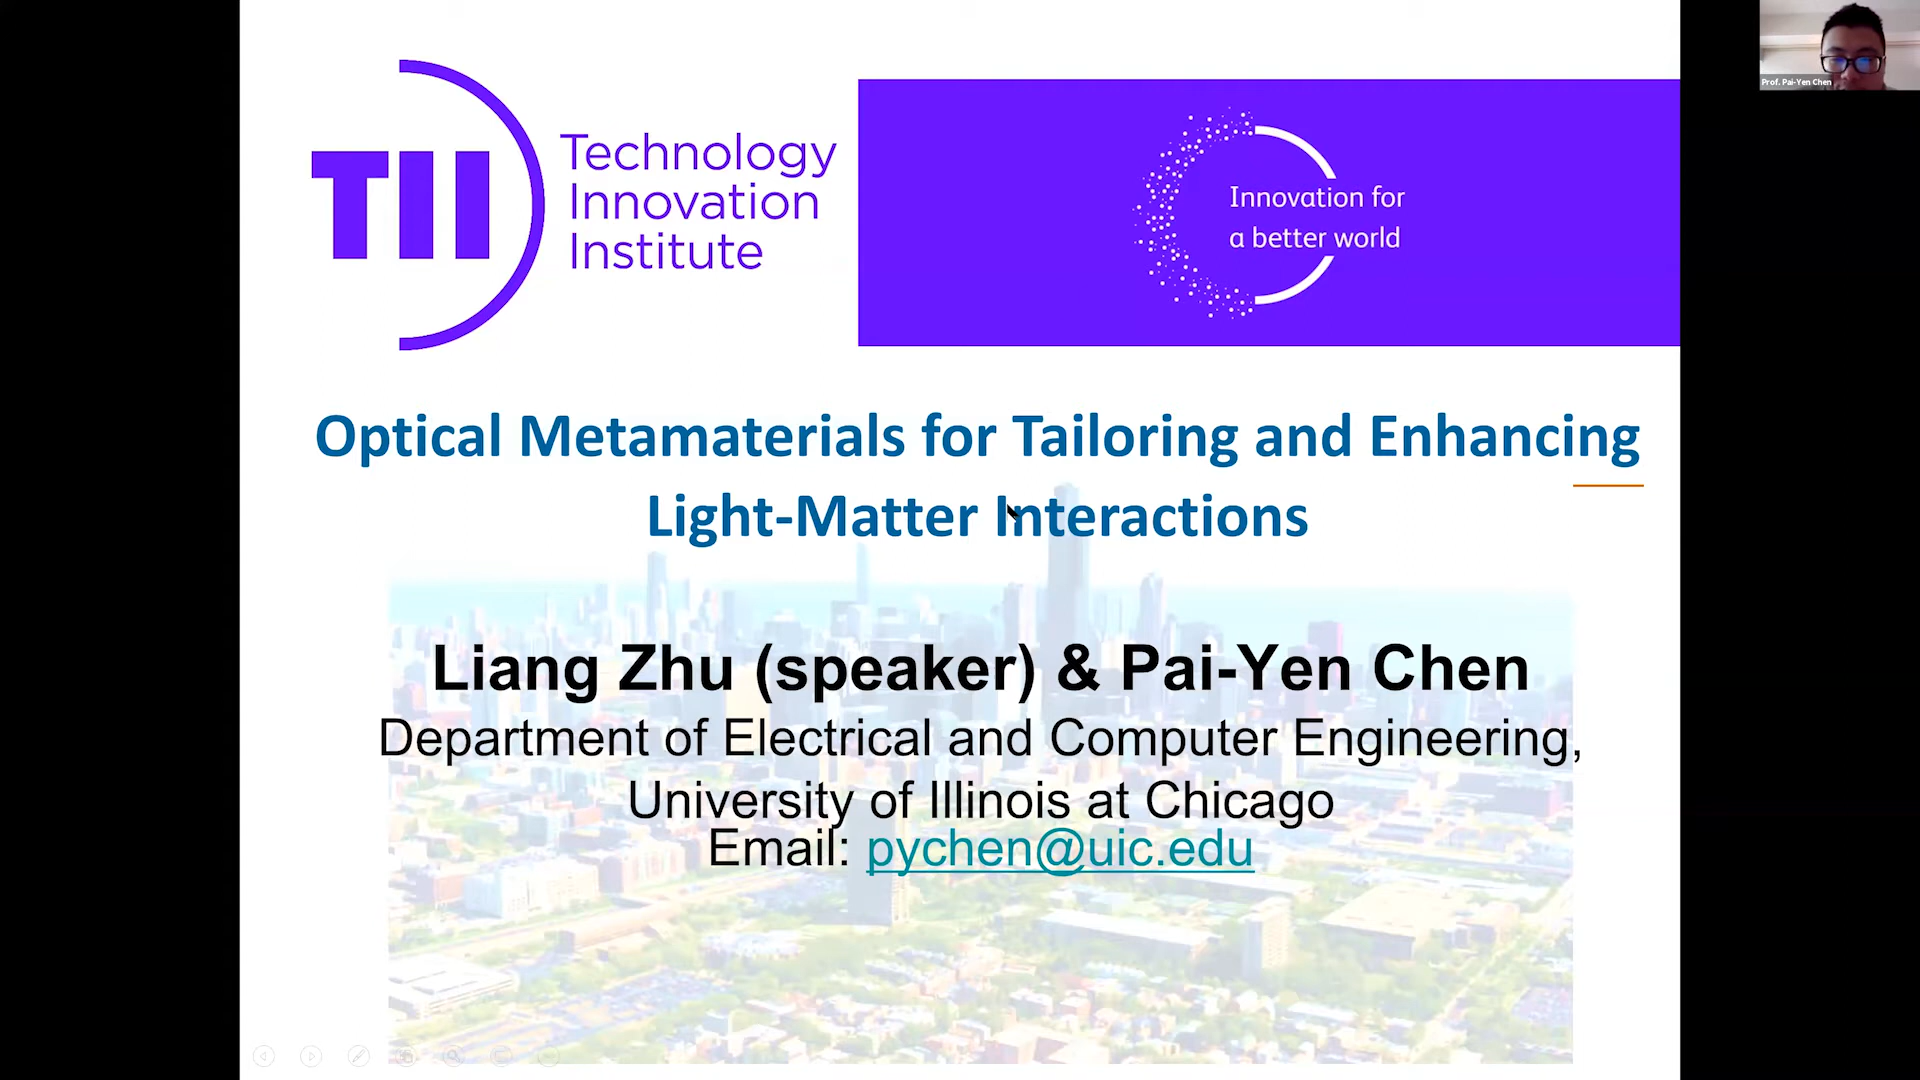 Prof. Pai-Yen Chen
TII
Technology
Innovation
Institute
Innovation for
a better world
Optical Metamaterials for Tailoring and Enhancing
Light-Matter Interactions
Liang Zhu (speaker) & Pai-Yen Chen
Department of Electrical and Computer Engineering,
University of Illinois at Chicago
Email: pychen@uic.edu